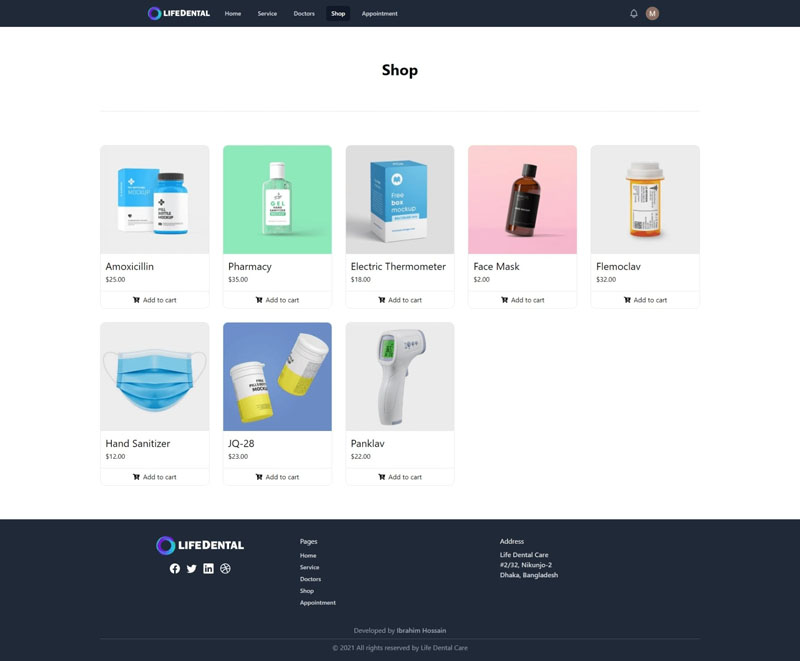 LIFEDENTAL
Home
Service
Doctors
Shop
Appointment
M
Shop
MOCKUP
PILL
BOTTLE
MOCKUP
GEL
Free
box
mockup
Amoxicillin
$25.00
Add to cart
Pharmacy
$35.00
Add to cart
Electric Thermometer
$18.00
Add to cart
Face Mask
$2.00
Add to cart
Flemoclav
$32.00
Add to cart
FREE
MOCKUP
Hand Sanitizer
$12.00
Add to cart
JQ-28
$23.00
Add to cart
Panklav
$22.00
Add to cart
LIFEDENTAL
Pages
Home
Service
Doctors
Shop
Appointment
Address
Life Dental Care
#2/32, Nikunjo-2
Dhaka, Bangladesh
Developed by Ibrahim Hossain
© 2021 All rights reserved by Life Dental Care